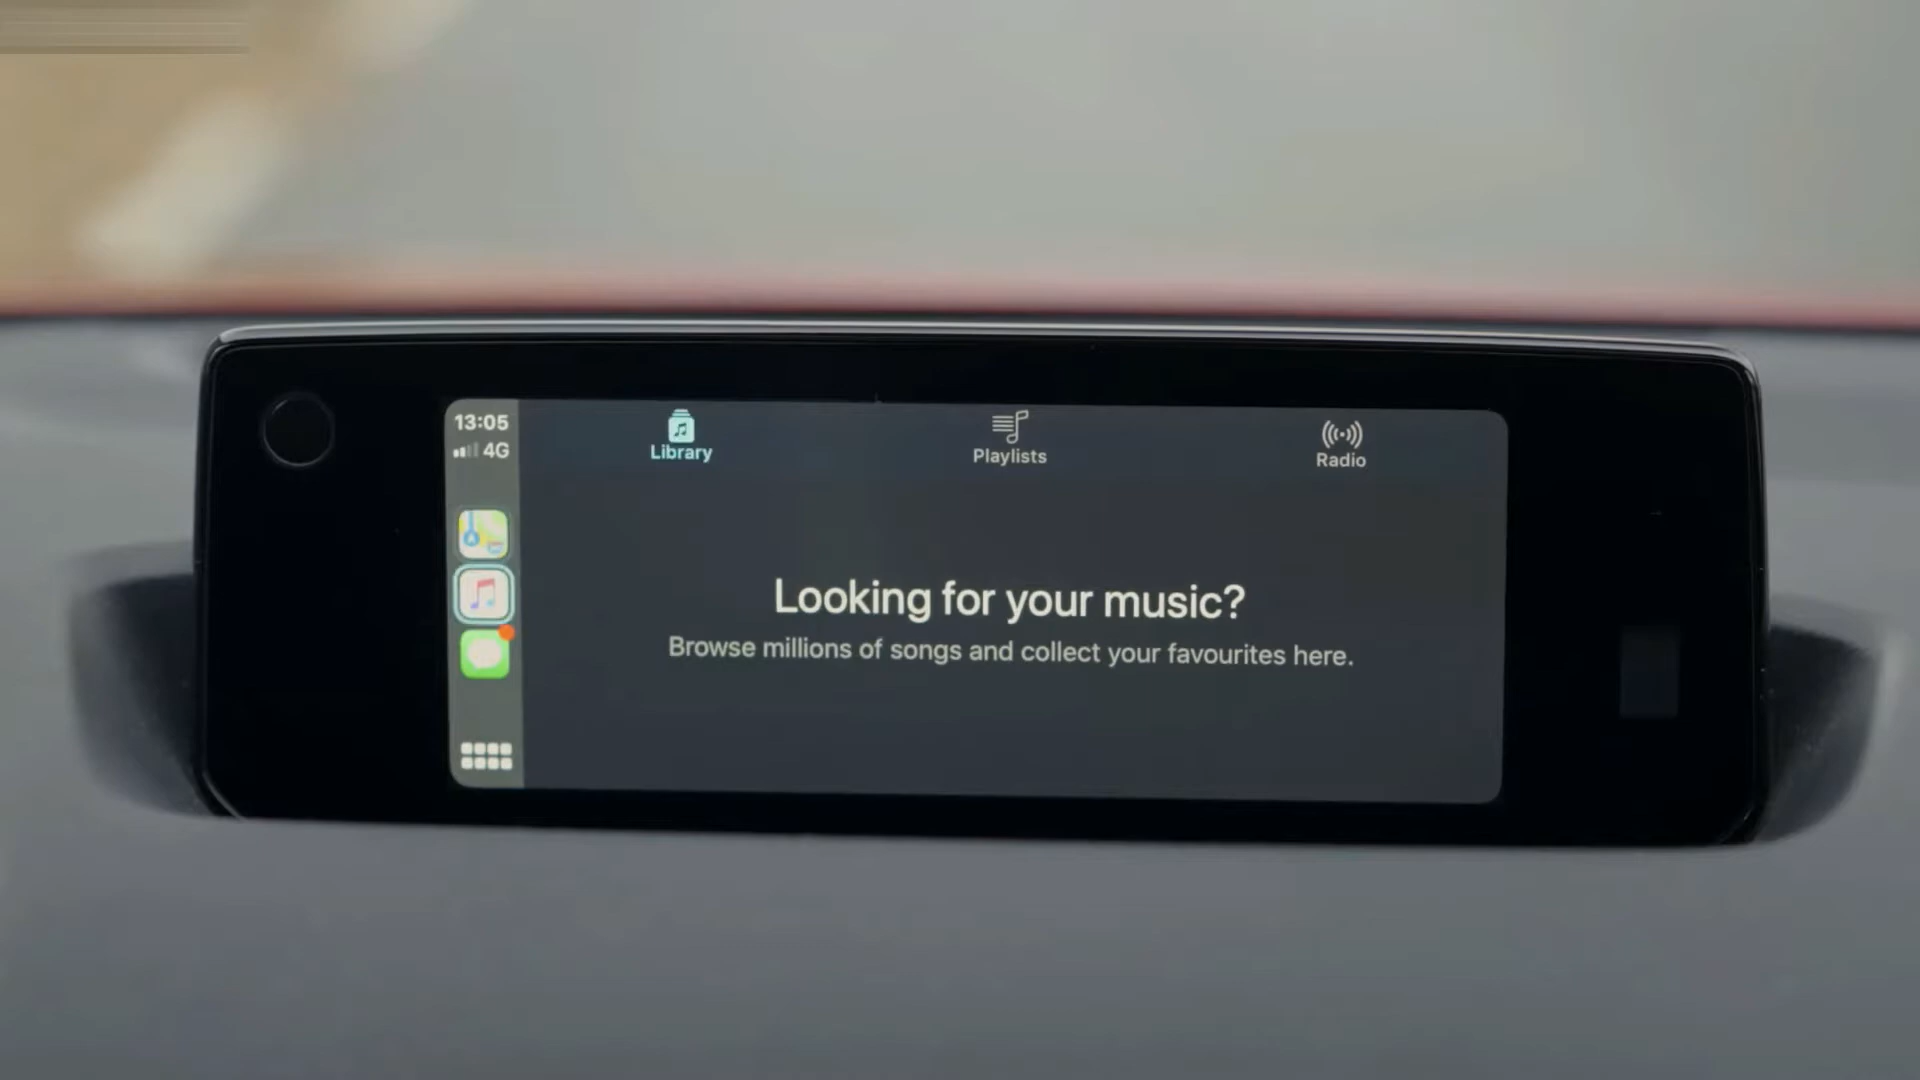 13:05
4G
Library
Playlists
Radio
Looking for your music?
Browse millions of songs and collect your favourites here.